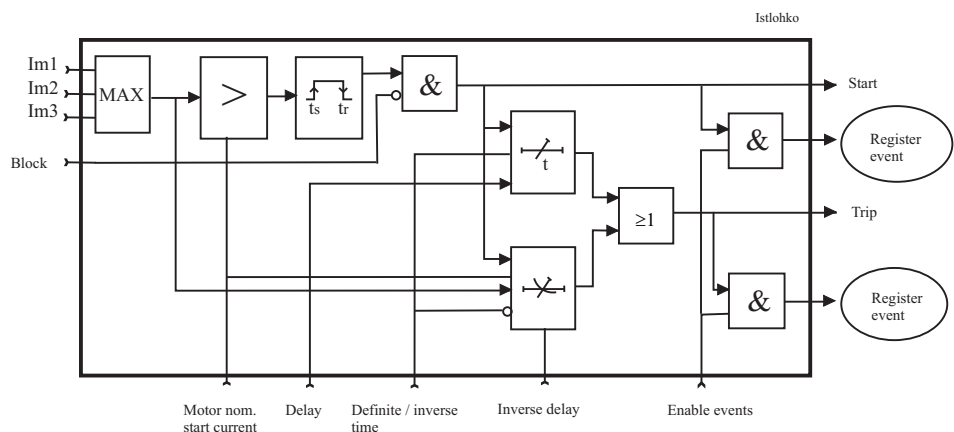 Istlohko
Im1
Im2
Im3
MAX
>
ts
tr
&
Start
Block
t
&
Register
event
≥1
Trip
&
Register
event
Motor nom.
start current
Delay
Definite / inverse
time
Inverse delay
Enable events